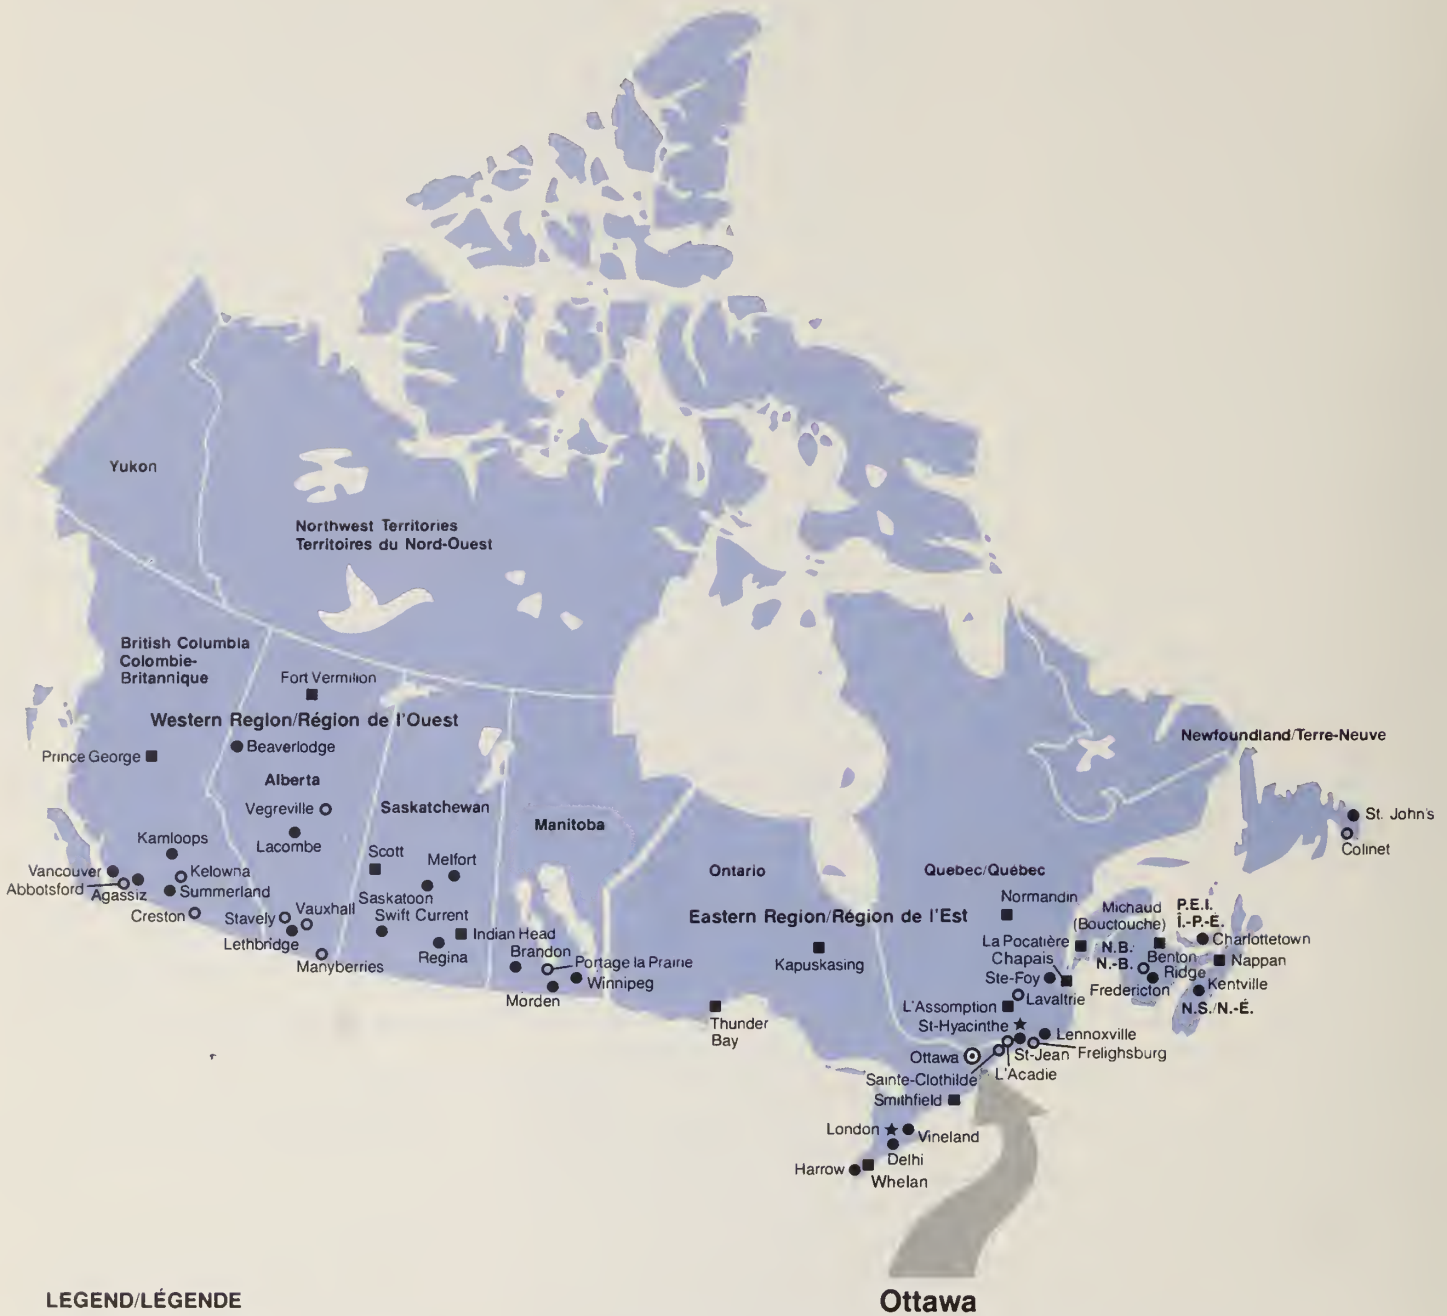 Yukon
Northwest Territories
Territoires du Nord-Ouest
British Columbia
Colombie-
Britannique
Fort Vermilion
Western Region/Région de l'Ouest
Prince George
Beaverlodge
Alberta
Vegreville
Saskatchewan
Manitoba
Kamloops
Lacombe
Scott
Melfort
Vancouver
Kelowna
Abbotsford
Agassiz
Summerland
Saskatoon
Creston
Stavely
Vauxhall
Swift Current
Lethbridge
Indian Head
Manyberries
Regina
Brandon
Portage la Prairie
Winnipeg
Morden
Newfoundland/Terre-Neuve
St. John's
Colinet
Ontario
Quebec/Québec
Normandin
Eastern Region/Région de l'Est
Michaud
(Bouctouche)
P.E.I.
Î.-P.-É.
Charlottetown
La Pocatière
N.B.
N.-B.
Benton
Ridge
Nappan
Kapuskasing
Chapais
Ste-Foy
Fredericton
Kentville
Lavaltrie
N.S./N.-É.
L'Assomption
Thunder
Bay
St-Hyacinthe
Lennoxville
Ottawa
St-Jean
Frelighsburg
Sainte-Clothilde
L'Acadie
Smithfield
London
Vineland
Delhi
Harrow
Whelan
LEGEND/LÉGENDE
Ottawa